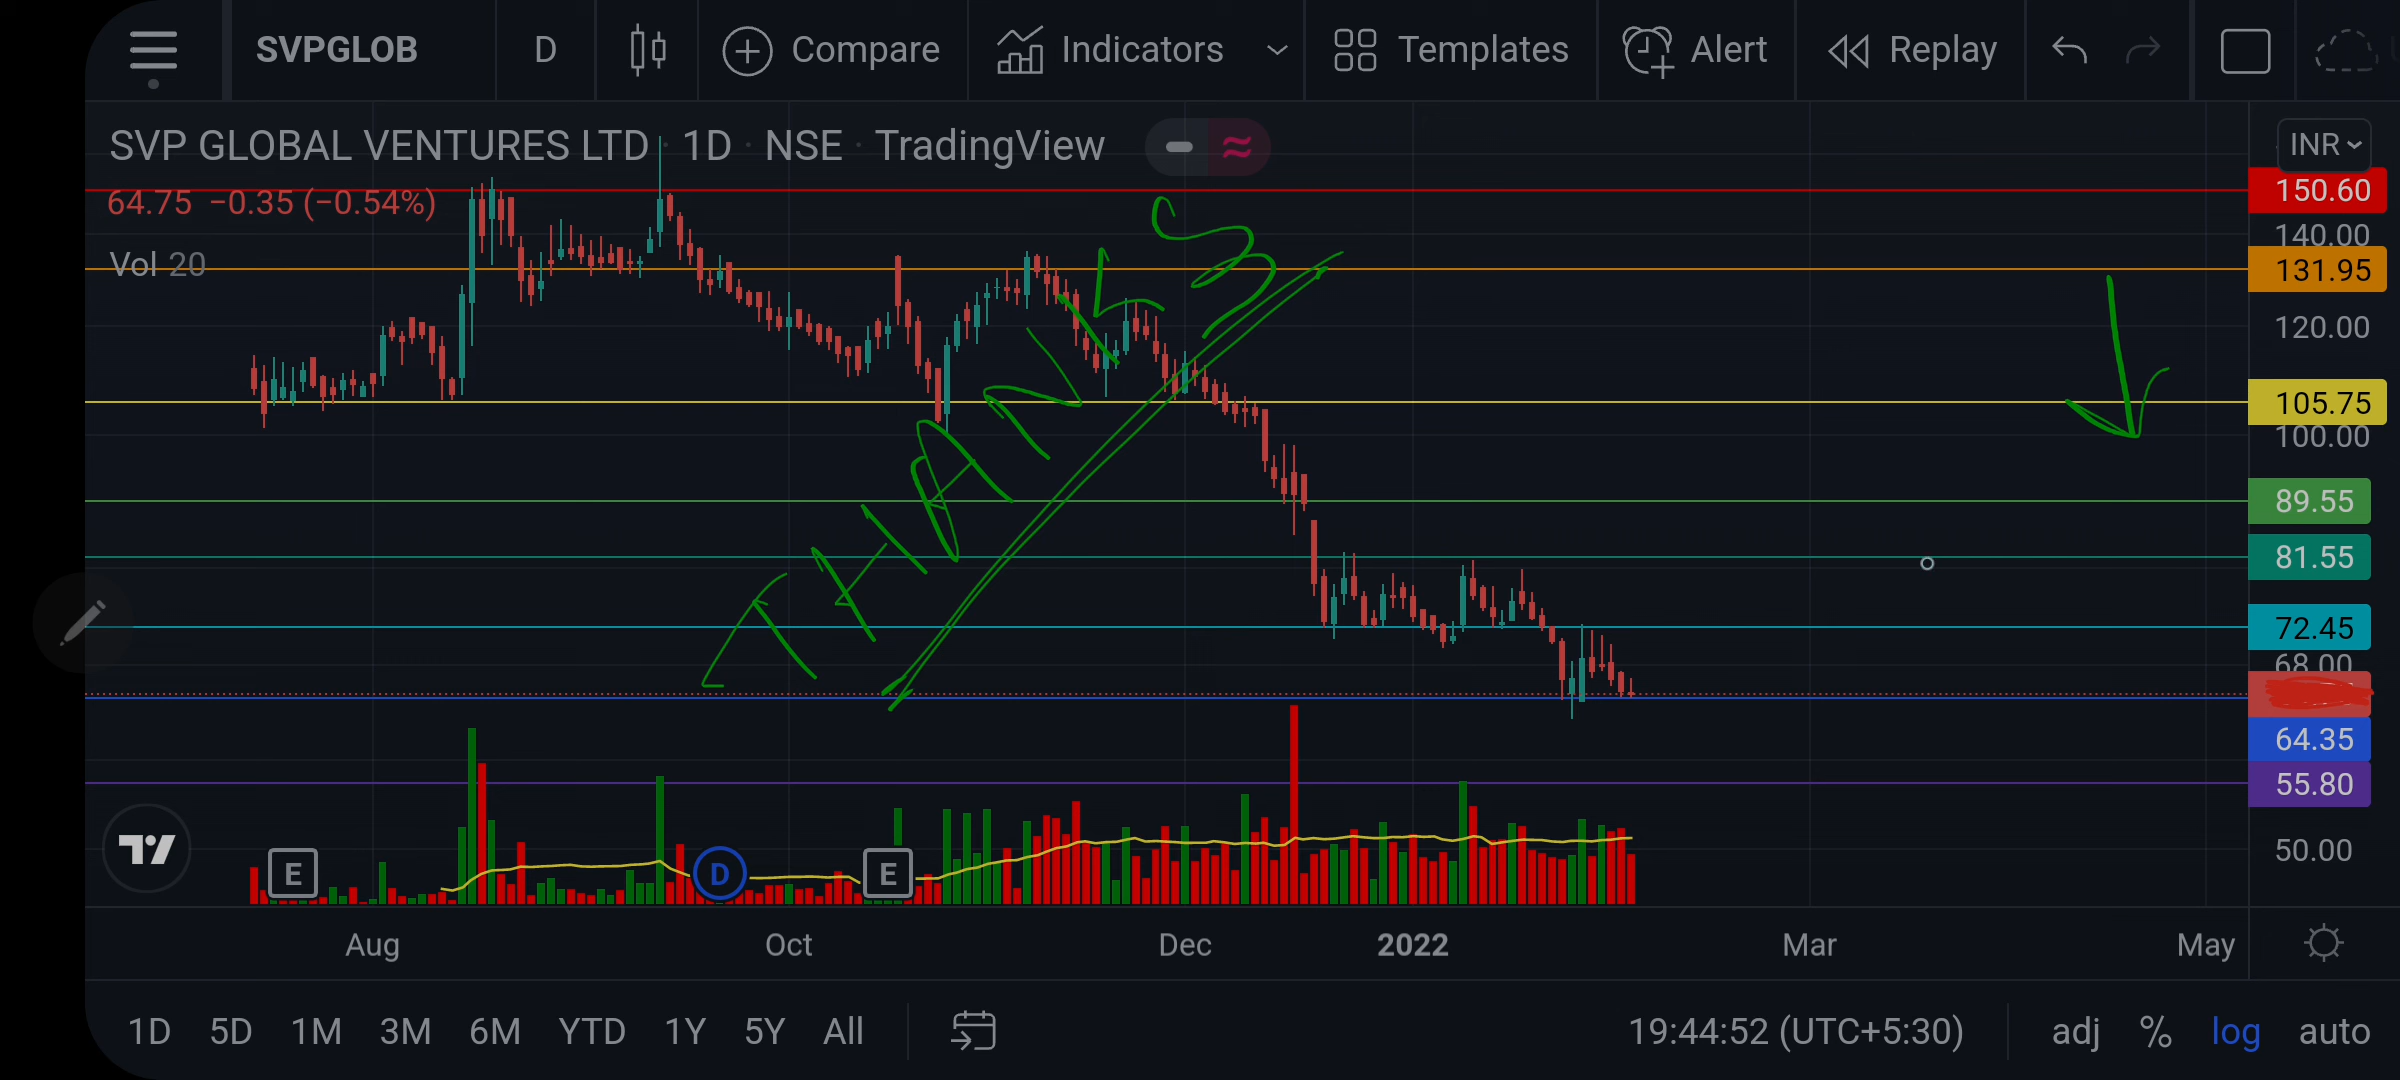 SVPGLOB D Compare Indicators Templates Alert Replay
SVP GLOBAL VENTURES LTD · 1D · NSE · TradingView
INR
64.75 −0.35 (−0.54%)
150.60
140.00
Vol 20
131.95
120.00
105.75
100.00
THANKS
89.55
81.55
72.45
68.00
64.35
55.80
50.00
E D E
Aug Oct Dec 2022 Mar May
1D 5D 1M 3M 6M YTD 1Y 5Y All 19:44:52 (UTC+5:30) adj % log auto